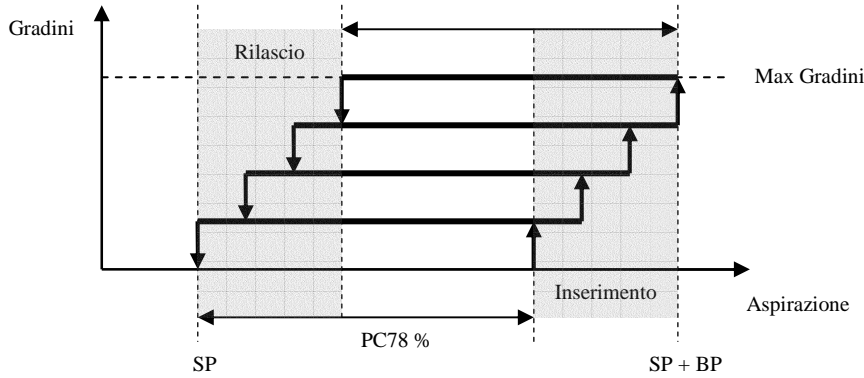 Gradini
Rilascio
Max Gradini
Inserimento
Aspirazione
PC78 %
SP
SP + BP